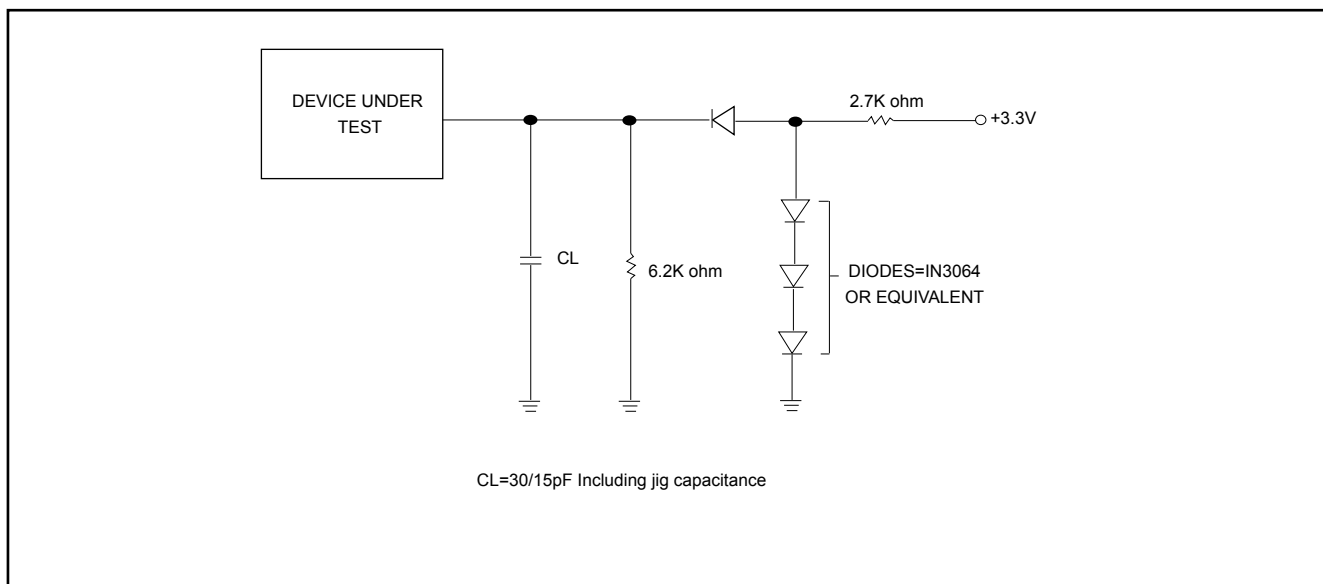 DEVICE UNDER
TEST
2.7K ohm
+3.3V
CL
6.2K ohm
DIODES=IN3064
OR EQUIVALENT
CL=30/15pF Including jig capacitance